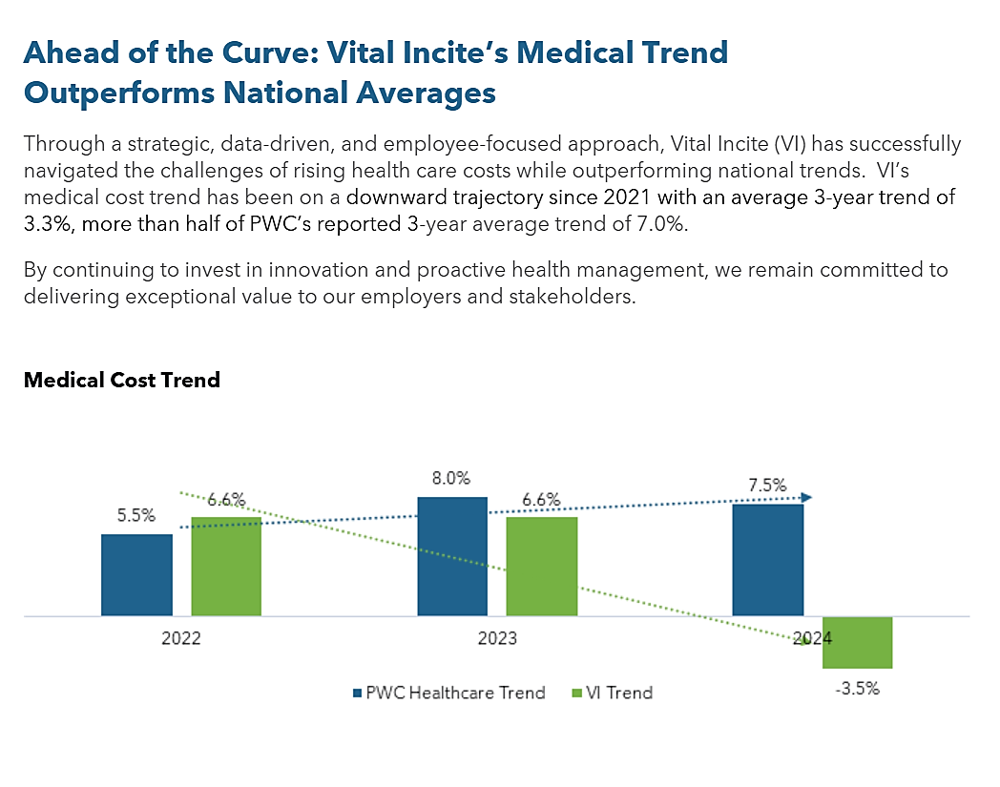 Ahead of the Curve: Vital Incite’s Medical Trend
Outperforms National Averages
Through a strategic, data-driven, and employee-focused approach, Vital Incite (VI) has successfully
navigated the challenges of rising health care costs while outperforming national trends.  VI’s
medical cost trend has been on a downward trajectory since 2021 with an average 3-year trend of
3.3%, more than half of PWC’s reported 3-year average trend of 7.0%.
By continuing to invest in innovation and proactive health management, we remain committed to
delivering exceptional value to our employers and stakeholders.
Medical Cost Trend
5.5%
6.6%
8.0%
6.6%
7.5%
-3.5%
2022
2023
2024
PWC Healthcare Trend
VI Trend